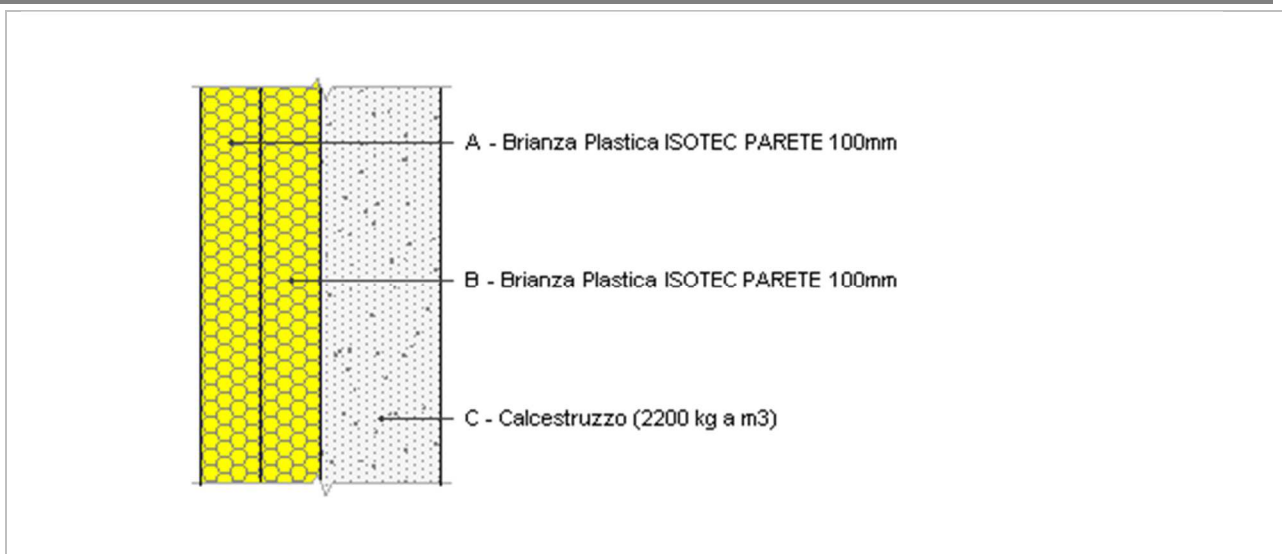 A - Brianza Plastica ISOTEC PARETE 100mm
B - Brianza Plastica ISOTEC PARETE 100mm
C - Calcestruzzo (2200 kg a m3)